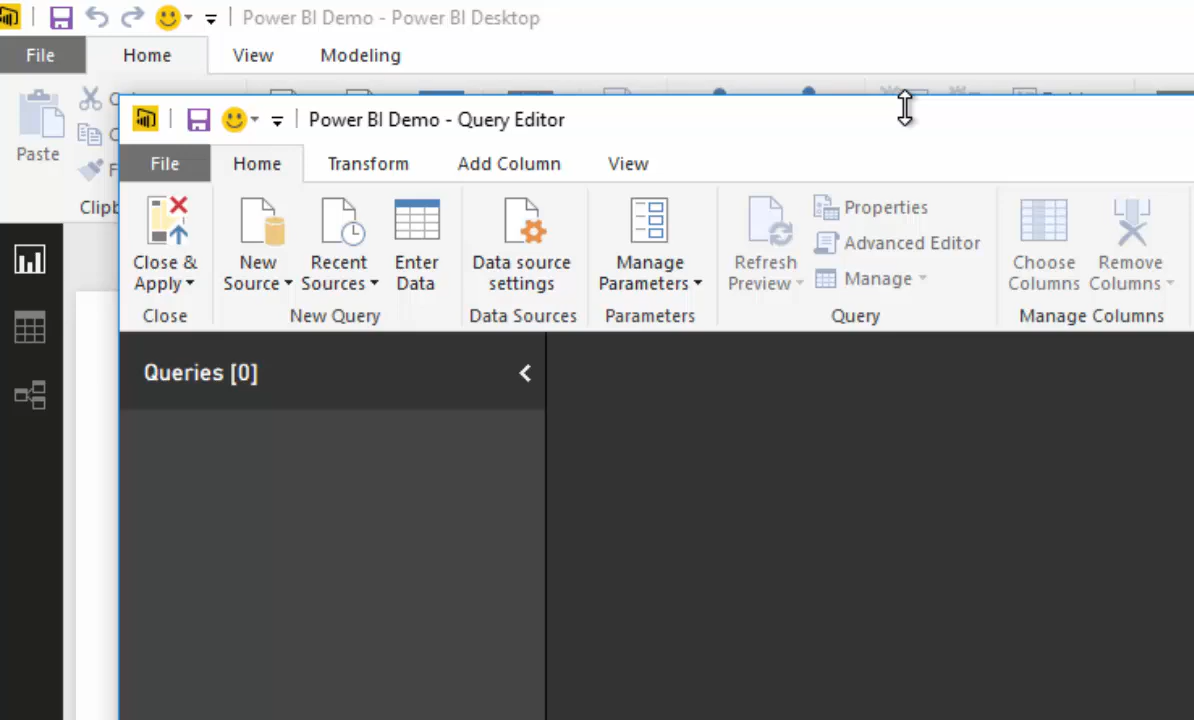 Power BI Demo - Power BI Desktop
File Home View Modeling
Paste
Clipb
Power BI Demo - Query Editor
File Home Transform Add Column View
Close & Apply
New Source
Recent Sources
Enter Data
Data source settings
Manage Parameters
Refresh Preview
Properties
Advanced Editor
Manage
Choose Columns
Remove Columns
Close
New Query
Data Sources
Parameters
Query
Manage Columns
Queries [0]